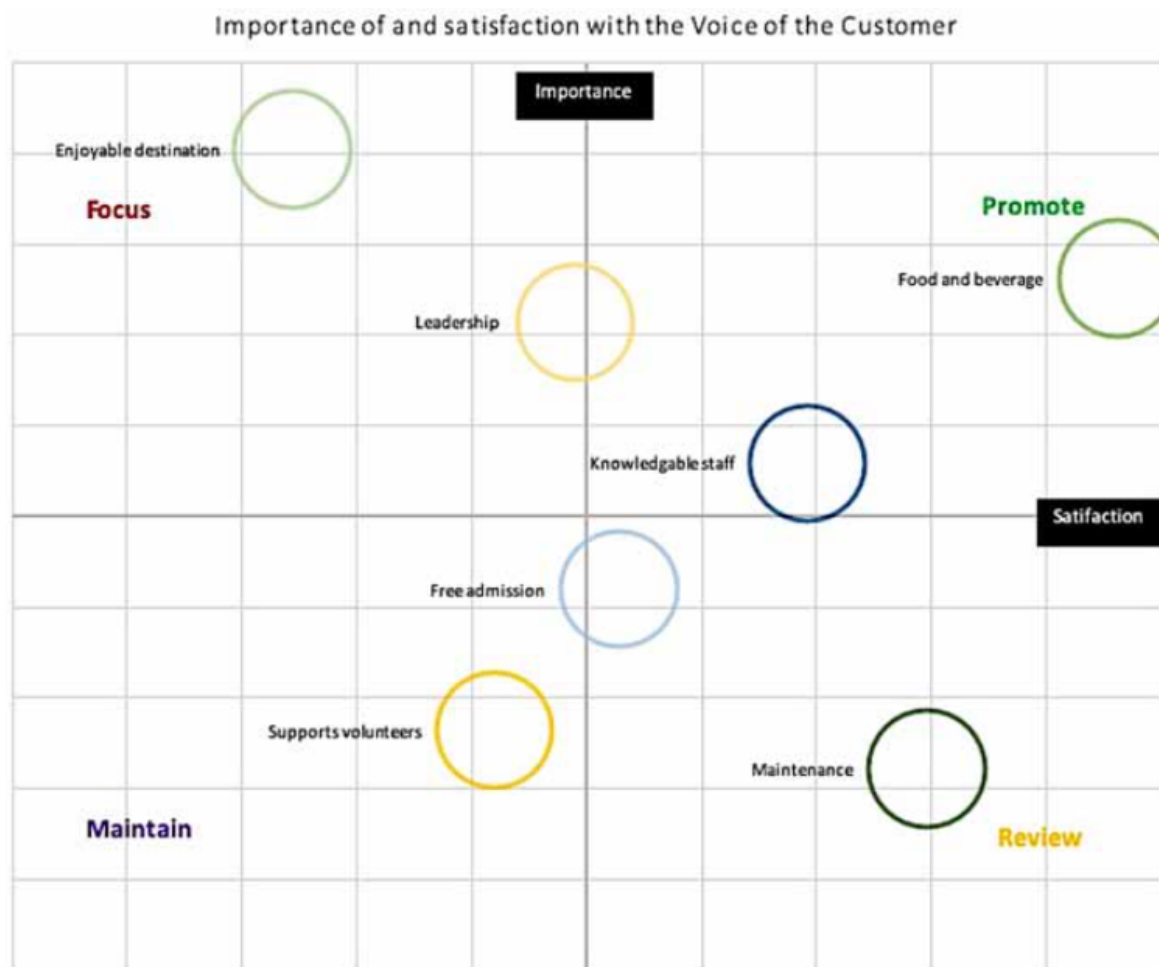 Importance of and satisfaction with the Voice of the Customer
Importance
Enjoyable destination
Focus
Promote
Food and beverage
Leadership
Knowledgable staff
Satifaction
Free admission
Supports volunteers
Maintenance
Maintain
Review